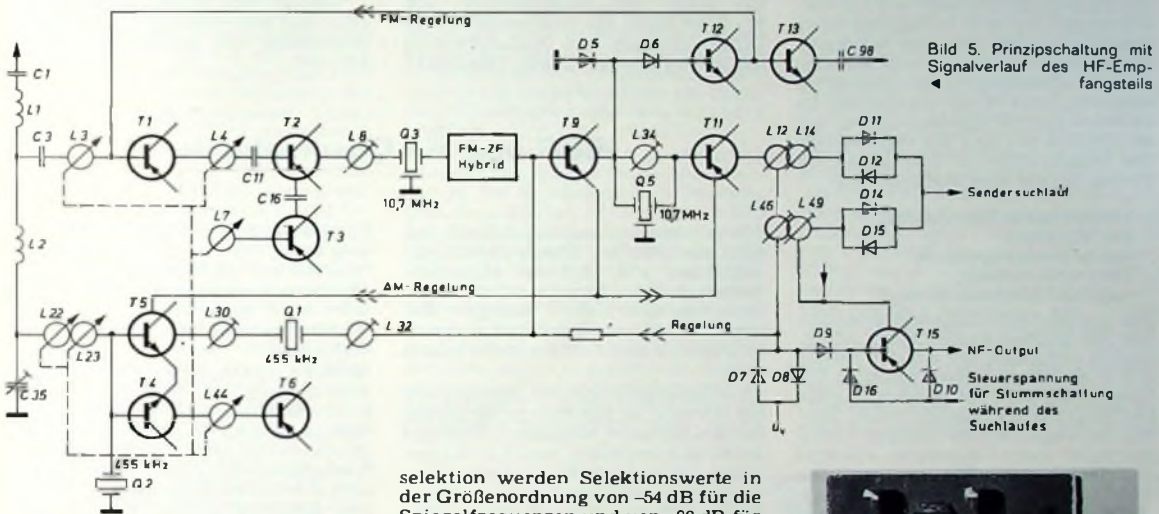 FM-Regelung
C1
L1
C3
L3
T1
L4
C11
T2
C16
L7
T3
L8
Q3
10,7 MHz
FM-ZF
Hybrid
T9
D5
D6
T12
T13
C98
L34
Q5
10,7 MHz
T11
L12
L14
D11
D12
L46
L49
D14
D15
Sendersuchlauf
Bild 5. Prinzipschaltung mit
Signalverlauf des HF-Emp-
fangsteils
L2
AM-Regelung
T5
L22
L23
L30
Q1
455 kHz
L32
Regelung
D9
T15
NF-Output
D7
D8
D16
D10
Steuerspannung
für Stummschaltung
während des
Suchlaufes
C35
T4
L44
T6
455 kHz
Q2
selektion werden Selektionswerte in
der Größenordnung von –54 dB für die